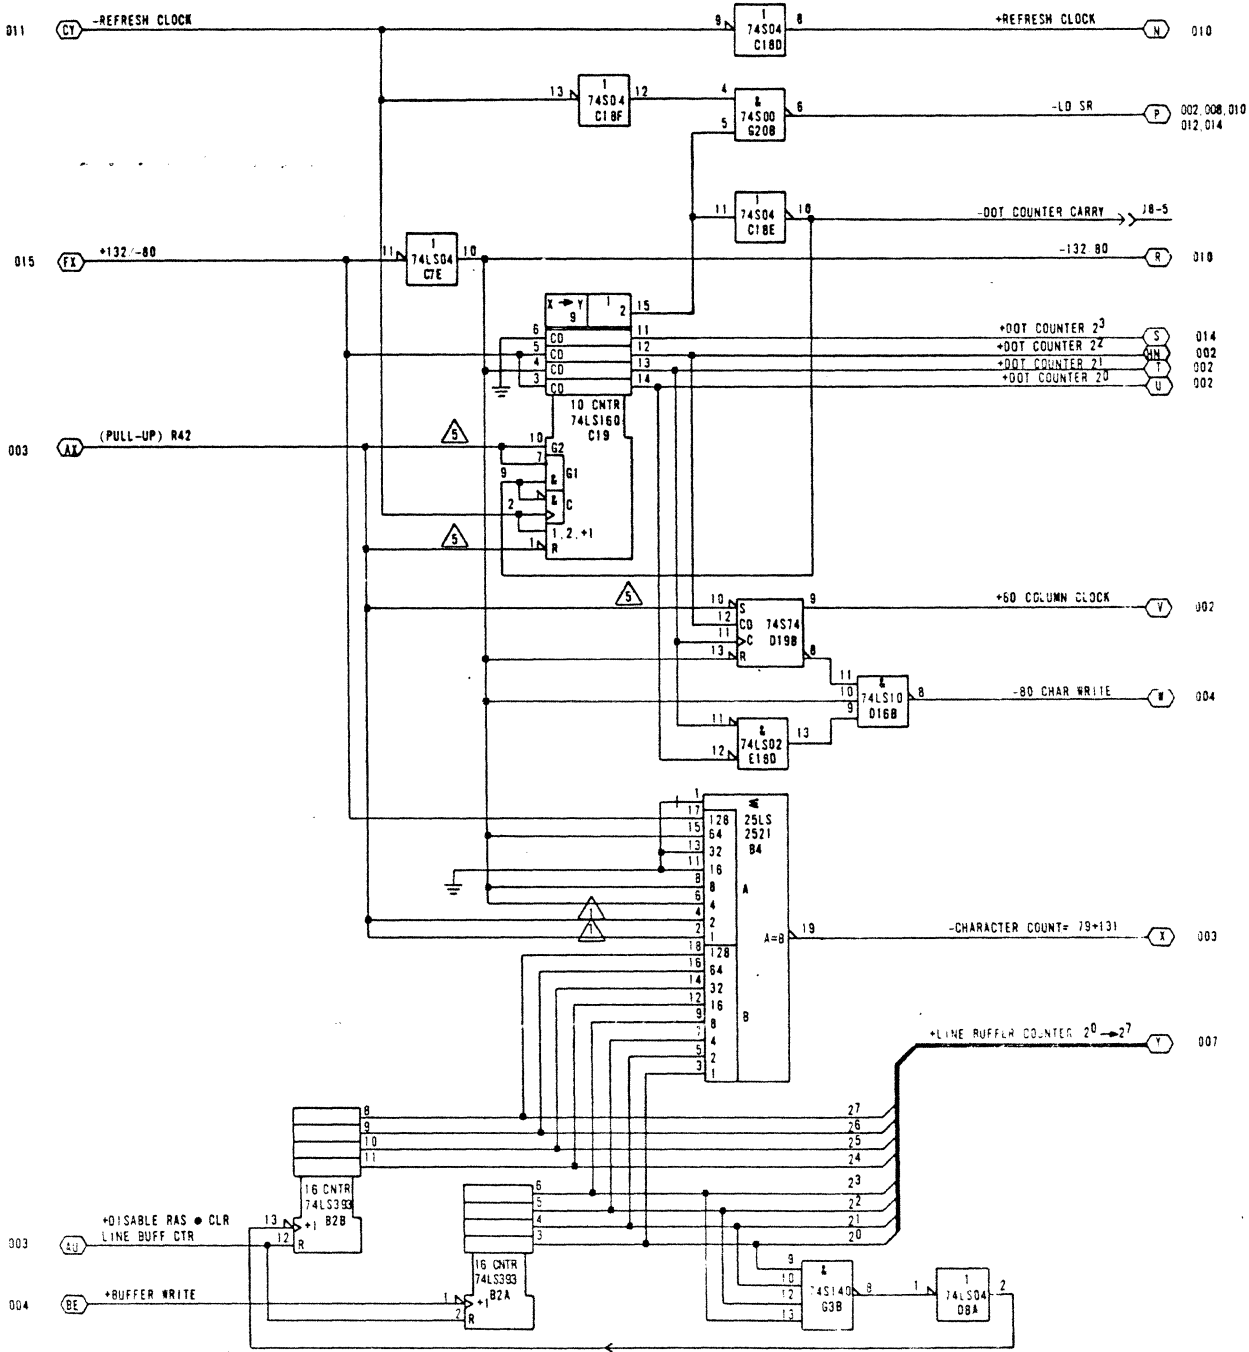 011 CY -REFRESH CLOCK
9 1 74S04 C18D 8
+REFRESH CLOCK N 010
13 1 74S04 C18F 12
4 5 & 74S00 G20B 6
-LD SR P 002,008,010
012,014
11 1 74S04 C18E 10
-DOT COUNTER CARRY J8-5
015 FX +132/-80
11 1 74LS04 C7E 10
-132 80 R 010
X → Y 9 1 2 15
6 CD 11
5 CD 12
4 CD 13
3 CD 14
+DOT COUNTER 2³ S 014
+DOT COUNTER 2² HN 002
+DOT COUNTER 2¹ T 002
+DOT COUNTER 2⁰ U 002
10 CNTR
74LS160
C19
003 AX (PULL-UP) R42
5
10 G2
7
9 & G1
& C
2
1,2,+1
5
1 R
5
10 S
12 CD 74S74
11 C D19B
13 R
9
8
+80 COLUMN CLOCK V 002
11
10
9
&
74LS10
D16B
8
-80 CHAR WRITE W 004
11
12
&
74LS02
E18D
13
1
17 128 25LS
15 64 2521
13 32 B4
11 16
8 8 A
6 4
4 2
2 1
1
1
A=B 19
-CHARACTER COUNT= 79+131 X 003
18 128
16 64
14 32
12 16
9 8 B
7 4
5 2
3 1
+LINE BUFFER COUNTER 2⁰ → 2⁷ Y 007
8 27
9 26
10 25
11 24
6 23
5 22
4 21
3 20
16 CNTR
74LS393
B2B
13 +1
12 R
003 AU +DISABLE RAS ● CLR
LINE BUFF CTR
16 CNTR
74LS393
B2A
1 +1
2 R
004 BE +BUFFER WRITE
9
10
12
13
&
74S140
G3B
8
1 1 74LS04 D8A 2